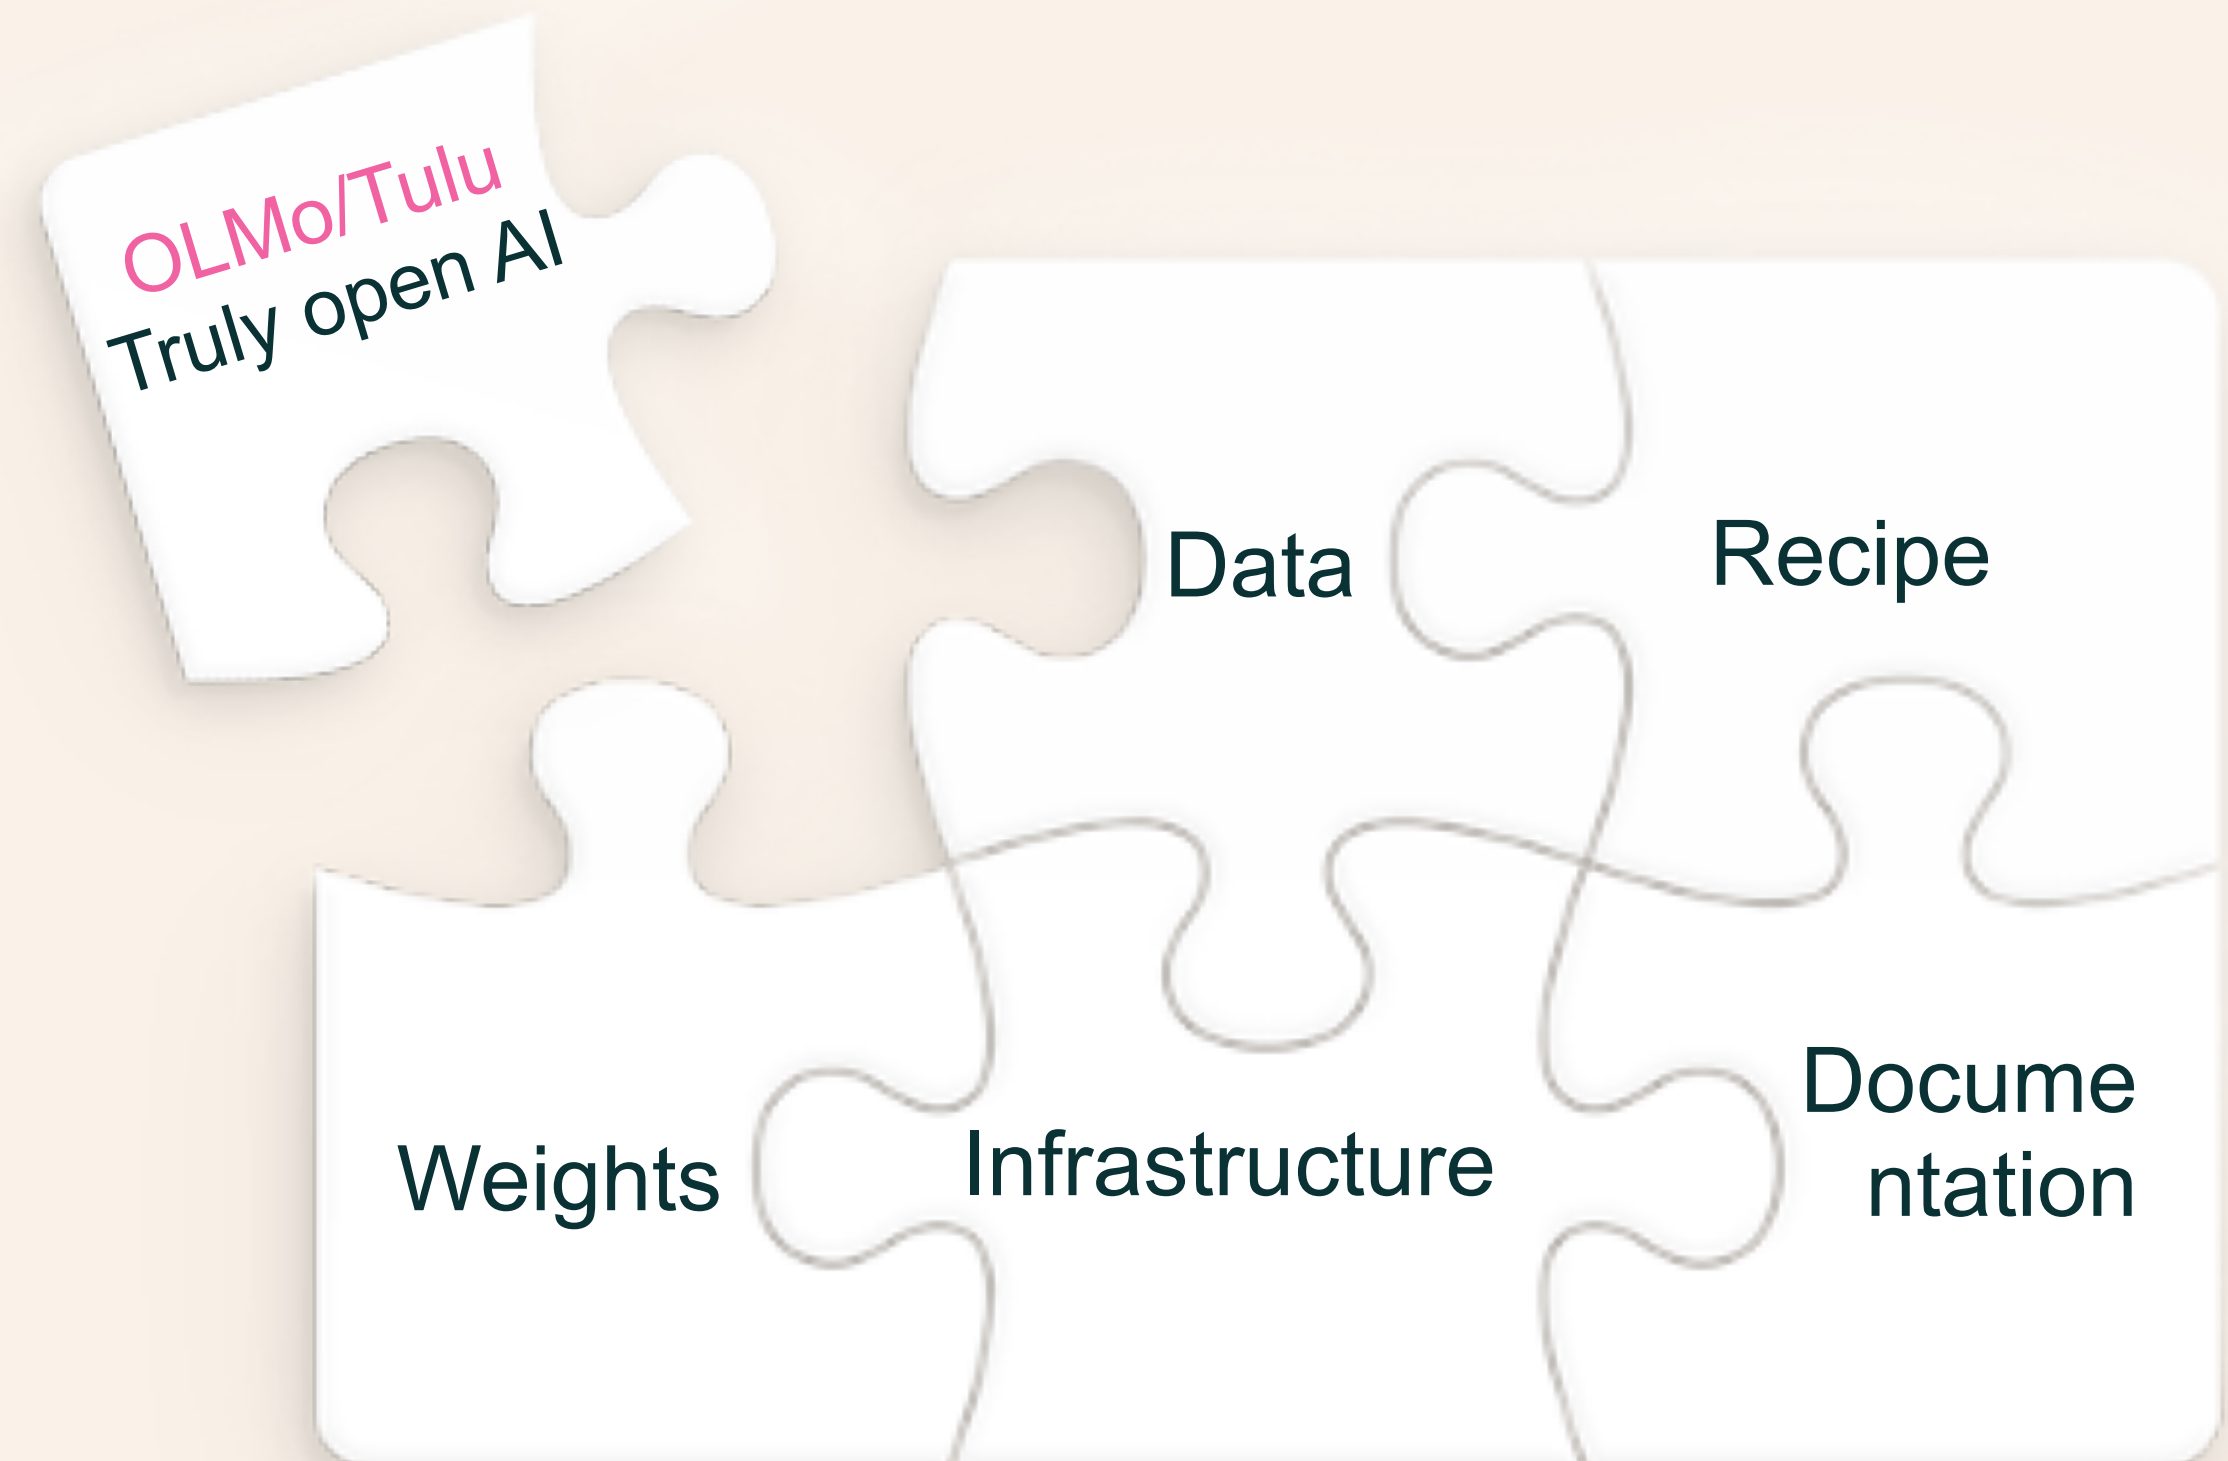 OLMo/Tulu
Truly open AI
Data
Recipe
Weights
Infrastructure
Docume
ntation